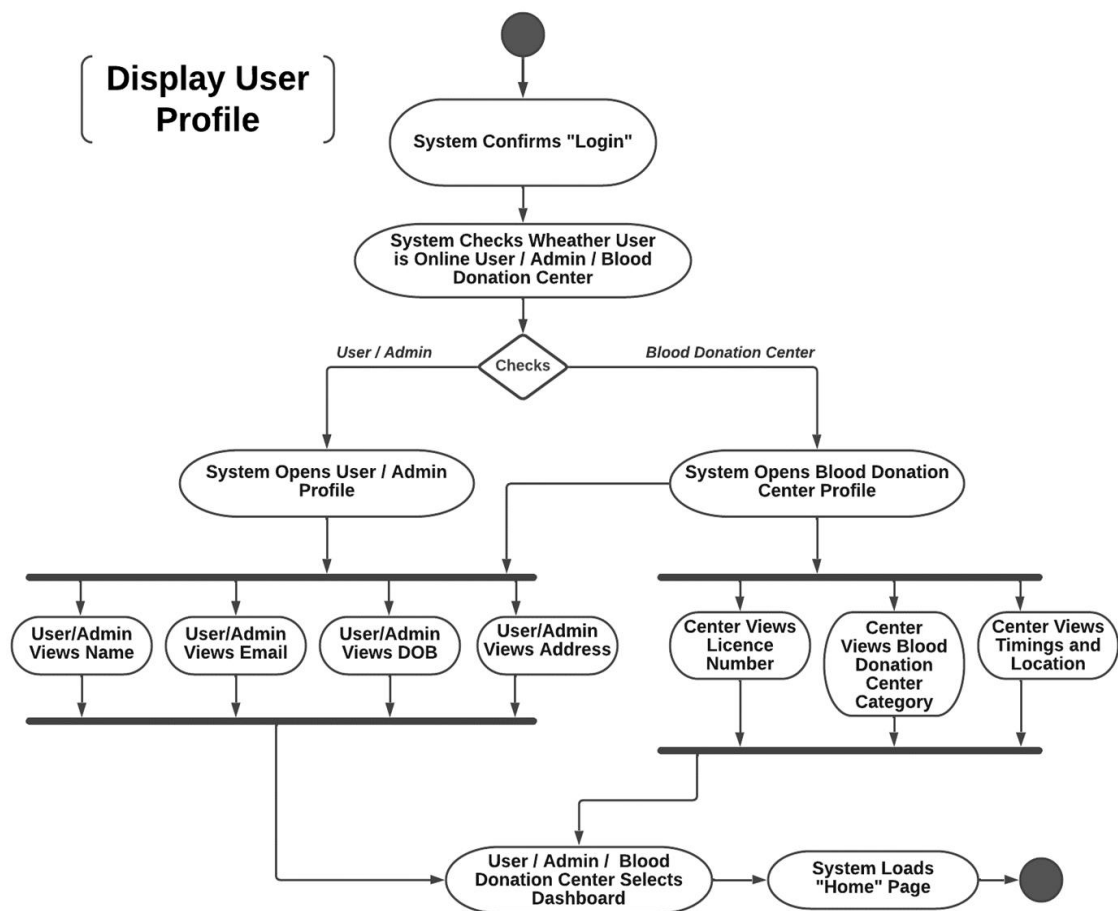 Display User
Profile
System Confirms "Login"
System Checks Wheather User
is Online User / Admin / Blood
Donation Center
User / Admin
Checks
Blood Donation Center
System Opens User / Admin
Profile
System Opens Blood Donation
Center Profile
User/Admin
Views Name
User/Admin
Views Email
User/Admin
Views DOB
User/Admin
Views Address
Center Views
Licence
Number
Center
Views Blood
Donation
Center
Category
Center Views
Timings and
Location
User / Admin / Blood
Donation Center Selects
Dashboard
System Loads
"Home" Page